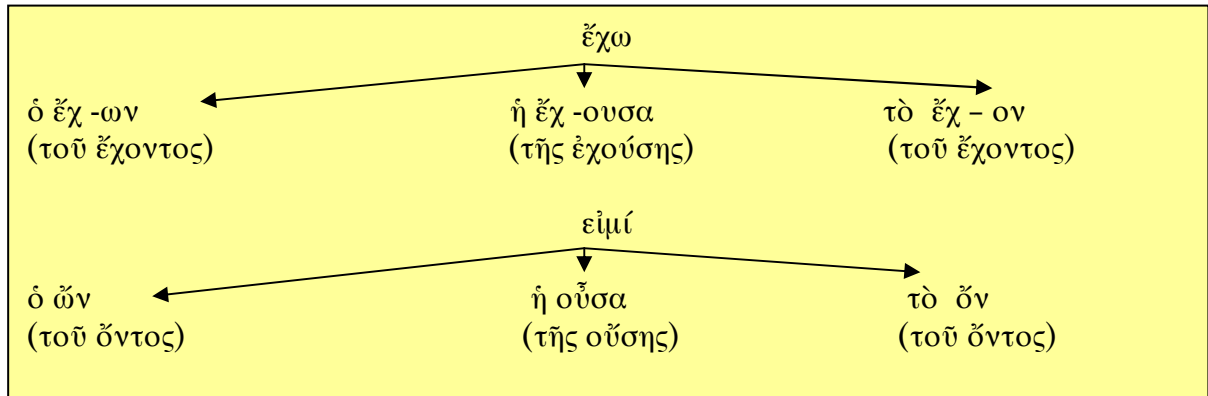 ἔχω
ὁ ἔχ -ων ἡ ἔχ -ουσα τὸ ἔχ – ον
(τοῦ ἔχοντος) (τῆς ἐχούσης) (τοῦ ἔχοντος)
εἰμί
ὁ ὤν ἡ οὖσα τὸ ὄν
(τοῦ ὄντος) (τῆς οὔσης) (τοῦ ὄντος)